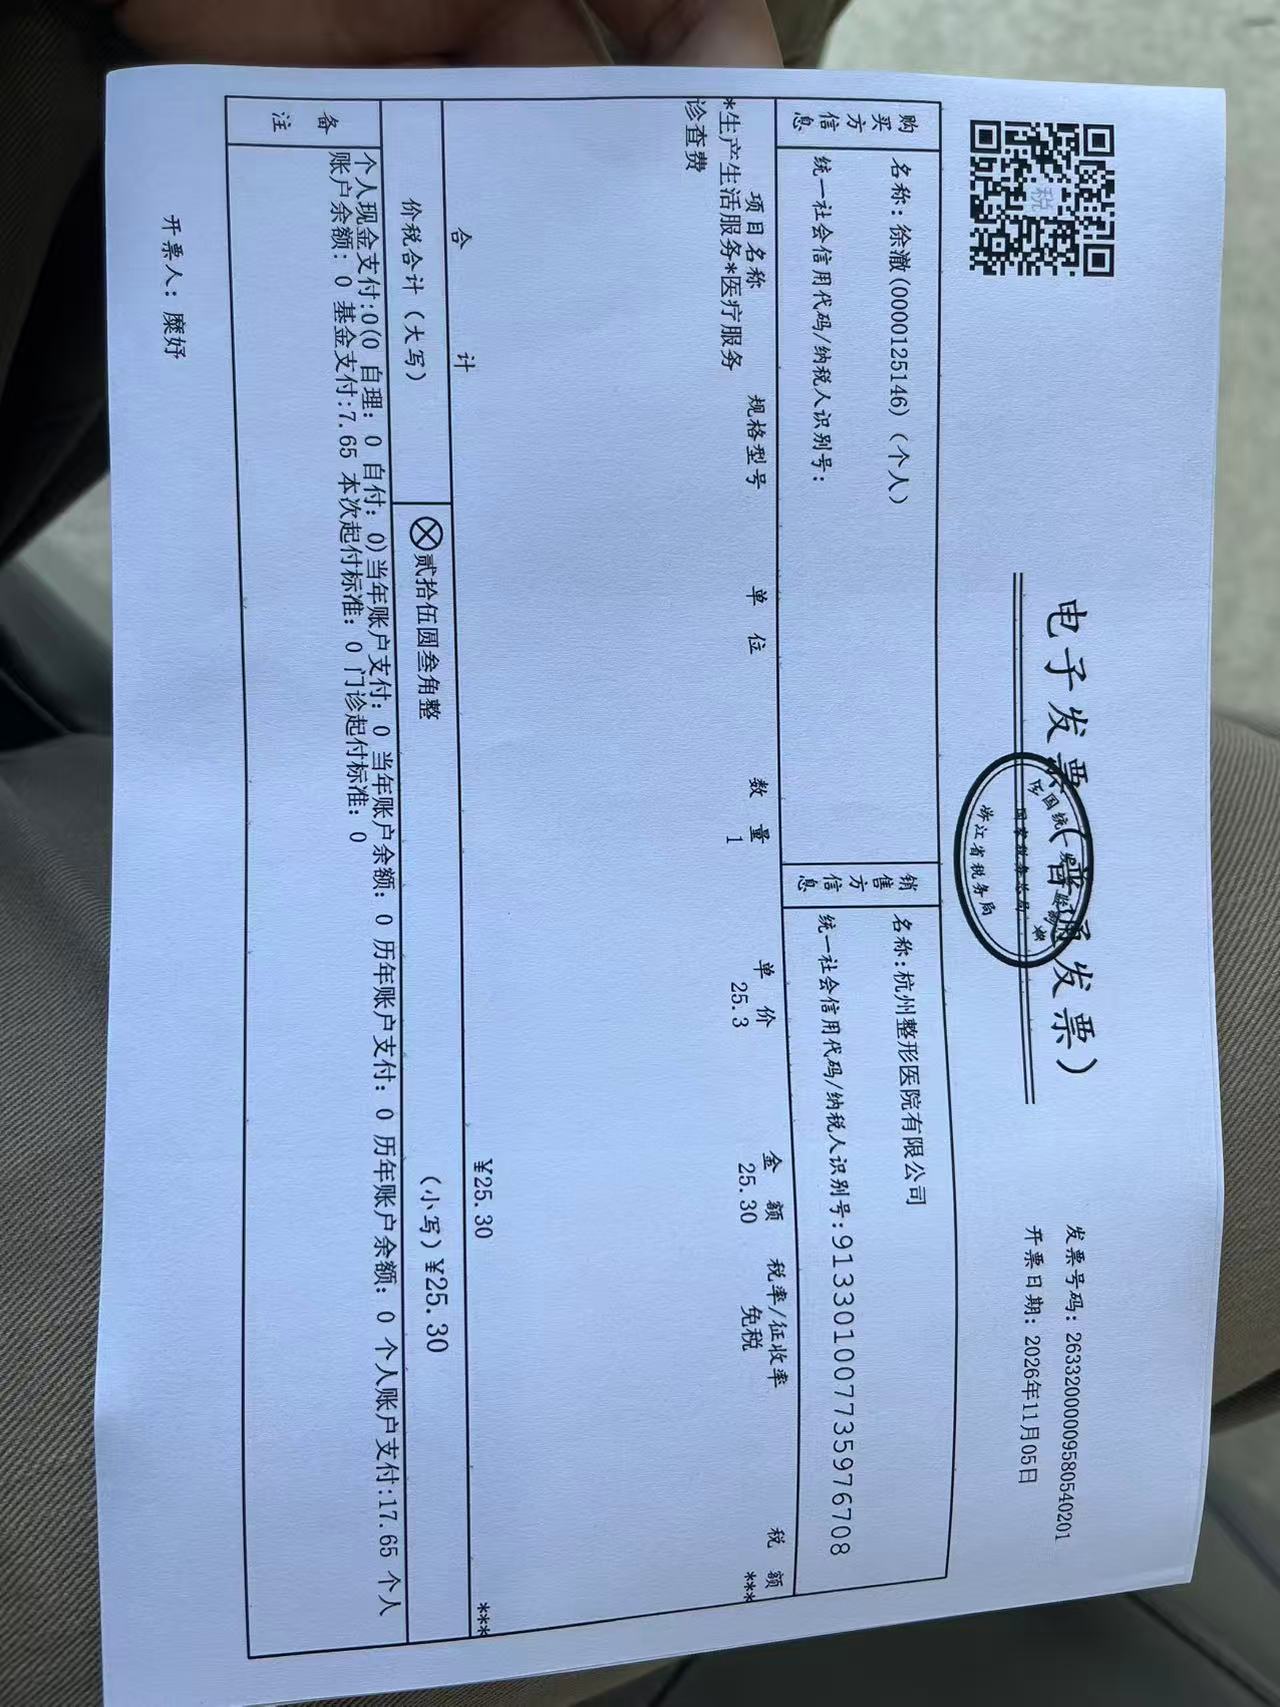 税
电子发票(普通发票)
国家税务总局
浙江省税务局
发票号码: 26332000009580540201
开票日期: 2026年11月05日
购买方信息
名称: 徐澈(0000125146) (个人)
统一社会信用代码/纳税人识别号:
销售方信息
名称:杭州整形医院有限公司
统一社会信用代码/纳税人识别号:913301007735976708
项目名称 规格型号 单位 数量 单价 金额 税率/征收率 税额
*生产生活服务*医疗服务 1 25.3 25.30 免税 ***
诊查费
合计 ¥25.30 ***
价税合计 (大写) ⊗贰拾伍圆叁角整 (小写) ¥25.30
备注
个人现金支付:0(0 自理: 0 自付: 0)当年账户支付: 0 当年账户余额: 0 历年账户支付: 0 历年账户余额: 0 个人账户支付:17.65 个人
账户余额: 0 基金支付:7.65 本次起付标准: 0 门诊起付标准: 0
开票人: 糜妤